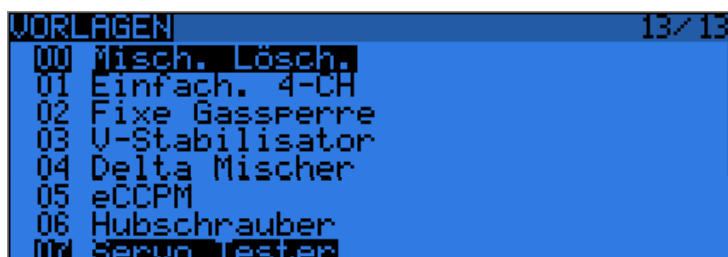 VORLAGEN 13/13
00 Misch. Lösch.
01 Einfach. 4-CH
02 Fixe Gassperre
03 V-Stabilisator
04 Delta Mischer
05 eCCPM
06 Hubschrauber
07 Servo Tester